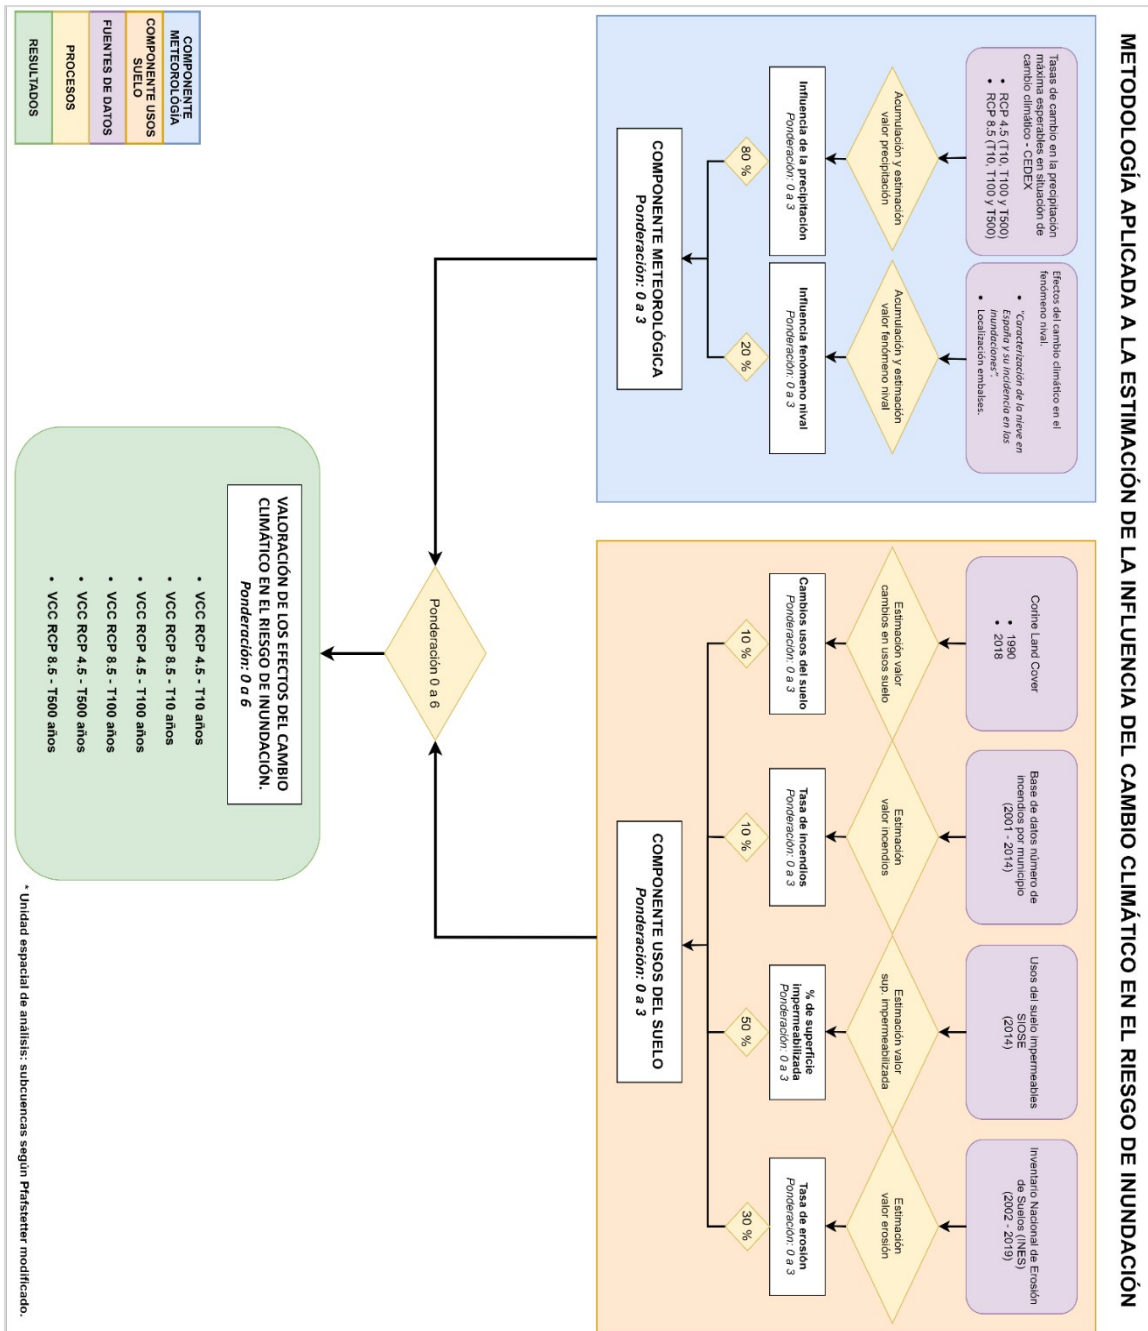 METODOLOGÍA APLICADA A LA ESTIMACIÓN DE LA INFLUENCIA DEL CAMBIO CLIMÁTICO EN EL RIESGO DE INUNDACIÓN
Tasas de cambio en la precipitación
máxima esperables en situación de
cambio climático - CEDEX
• RCP 4.5 (T10, T100 y T500)
• RCP 8.5 (T10, T100 y T500)
Efectos del cambio climático en el
fenómeno nival.
• "Caracterización de la nieve en
España y su incidencia en las
inundaciones".
• Localización embalses.
Acumulación y estimación
valor precipitación
Acumulación y estimación
valor fenómeno nival
Influencia de la precipitación
Ponderación: 0 a 3
Influencia fenómeno nival
Ponderación: 0 a 3
80 %
20 %
COMPONENTE METEOROLÓGICA
Ponderación: 0 a 3
Corine Land Cover
• 1990
• 2018
Base de datos número de
incendios por municipio
(2001 - 2014)
Usos del suelo impermeables
SIOSE
(2014)
Inventario Nacional de Erosión
de Suelos (INES)
(2002 - 2019)
Estimación valor
cambios en usos suelo
Estimación
valor incendios
Estimación valor
sup. impermeabilizada
Estimación
valor erosión
Cambios usos del suelo
Ponderación: 0 a 3
Tasa de incendios
Ponderación: 0 a 3
% de superficie
impermeabilizada
Ponderación: 0 a 3
Tasa de erosión
Ponderación: 0 a 3
10 %
10 %
50 %
30 %
COMPONENTE USOS DEL SUELO
Ponderación: 0 a 3
Ponderación 0 a 6
VALORACIÓN DE LOS EFECTOS DEL CAMBIO
CLIMÁTICO EN EL RIESGO DE INUNDACIÓN.
Ponderación: 0 a 6
• VCC RCP 4.5 - T10 años
• VCC RCP 8.5 - T10 años
• VCC RCP 4.5 - T100 años
• VCC RCP 8.5 - T100 años
• VCC RCP 4.5 - T500 años
• VCC RCP 8.5 - T500 años
COMPONENTE
METEOROLÓGÍA
COMPONENTE USOS
SUELO
FUENTES DE DATOS
PROCESOS
RESULTADOS
* Unidad espacial de análisis: subcuencas según Pfafstetter modificado.